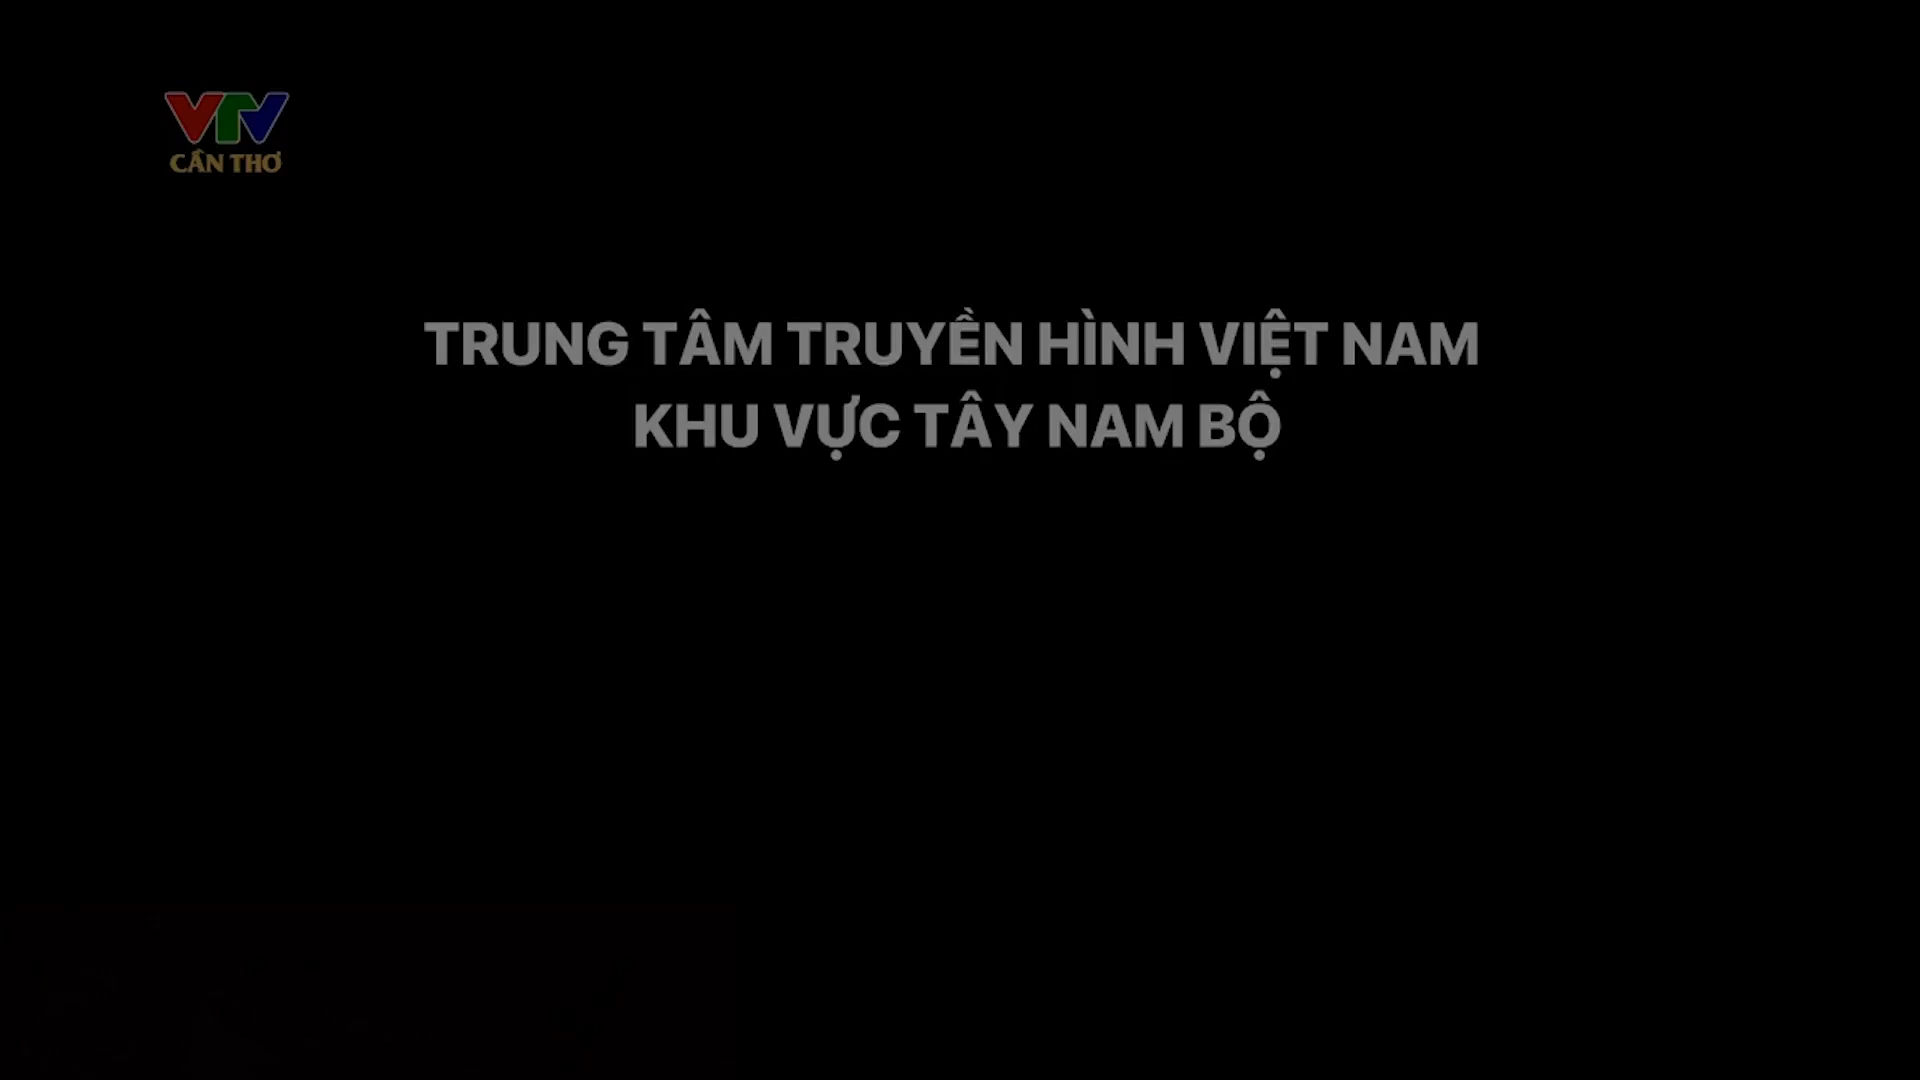 VTV
CẦN THƠ
TRUNG TÂM TRUYỀN HÌNH VIỆT NAM
KHU VỰC TÂY NAM BỘ